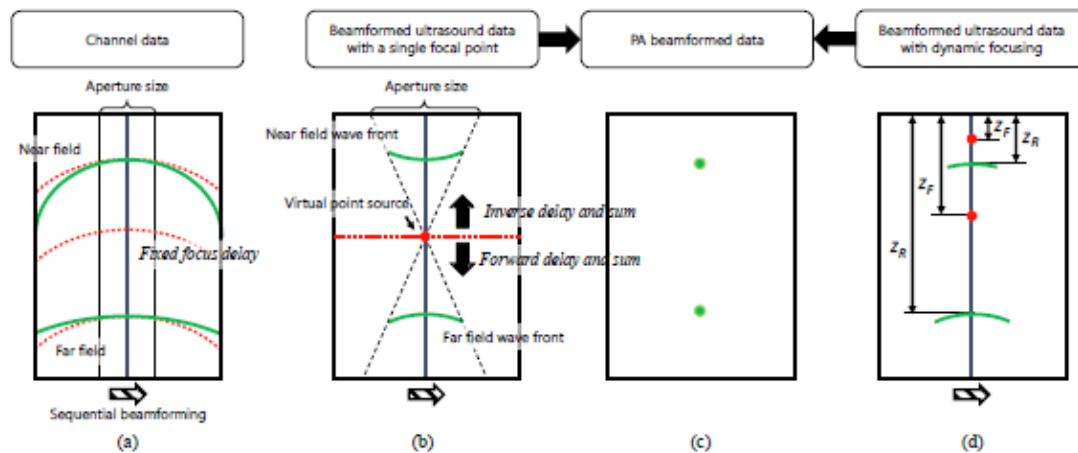 Channel data
Beamformed ultrasound data
with a single focal point
PA beamformed data
Beamformed ultrasound data
with dynamic focusing
Aperture size
Near field
Fixed focus delay
Far field
Sequential beamforming
(a)
Aperture size
Near field wave front
Virtual point source
Inverse delay and sum
Forward delay and sum
Far field wave front
(b)
(c)
z_F
z_R
z_F
z_R
(d)